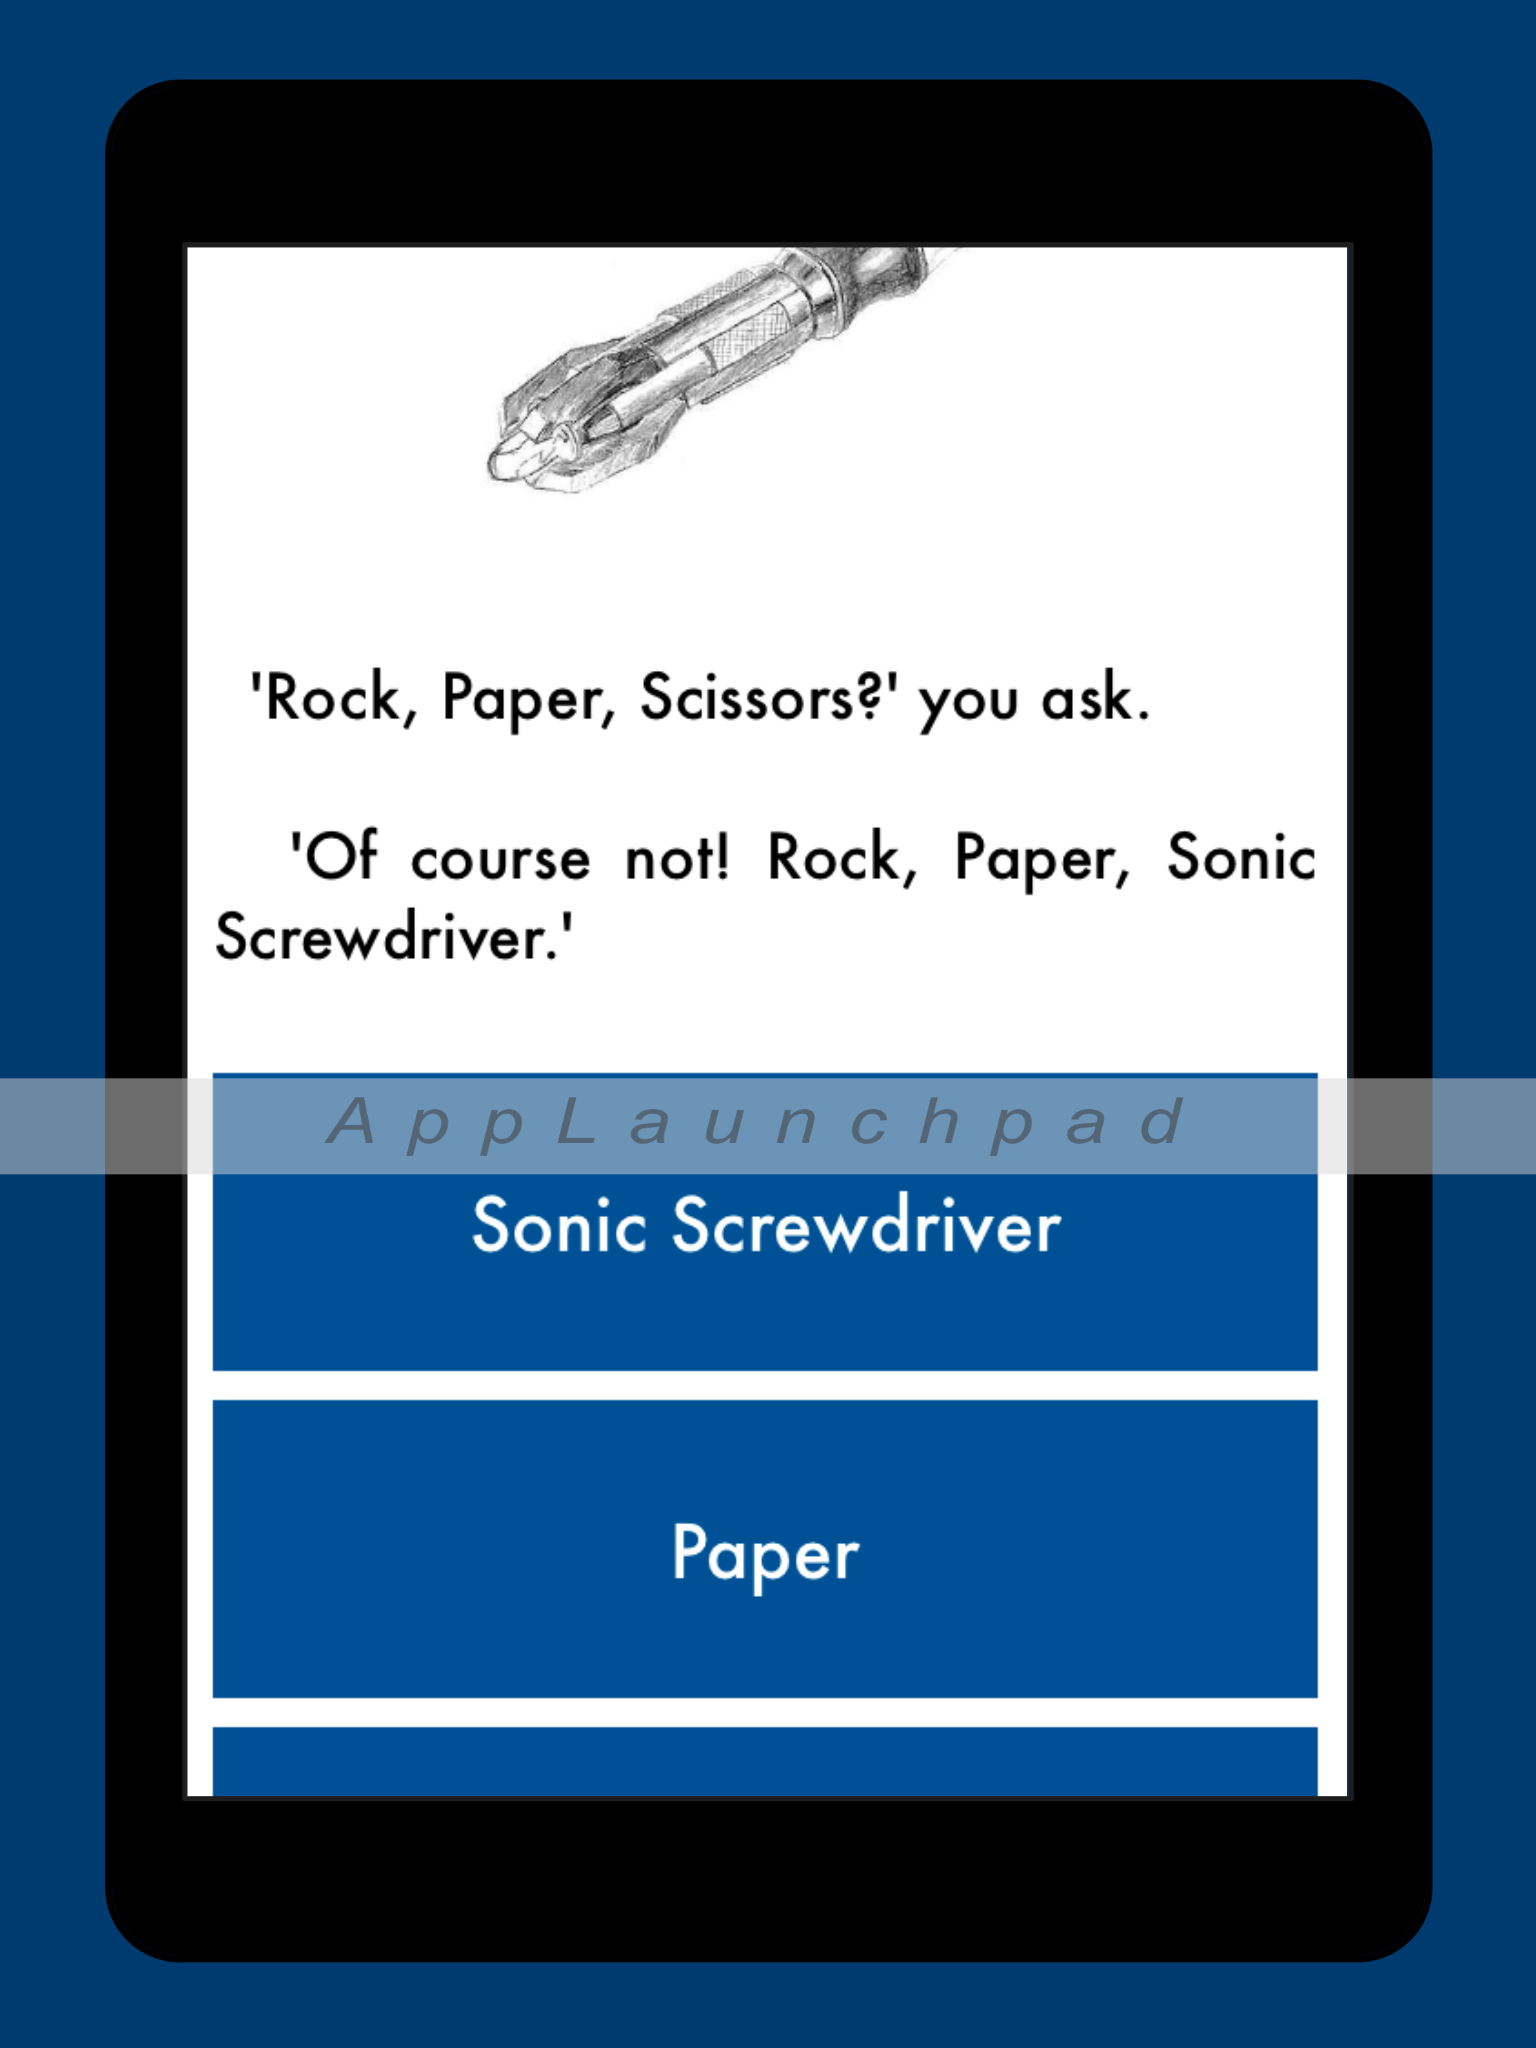 'Rock, Paper, Scissors?' you ask.
'Of course not! Rock, Paper, Sonic
Screwdriver.'
AppLaunchpad
Sonic Screwdriver
Paper